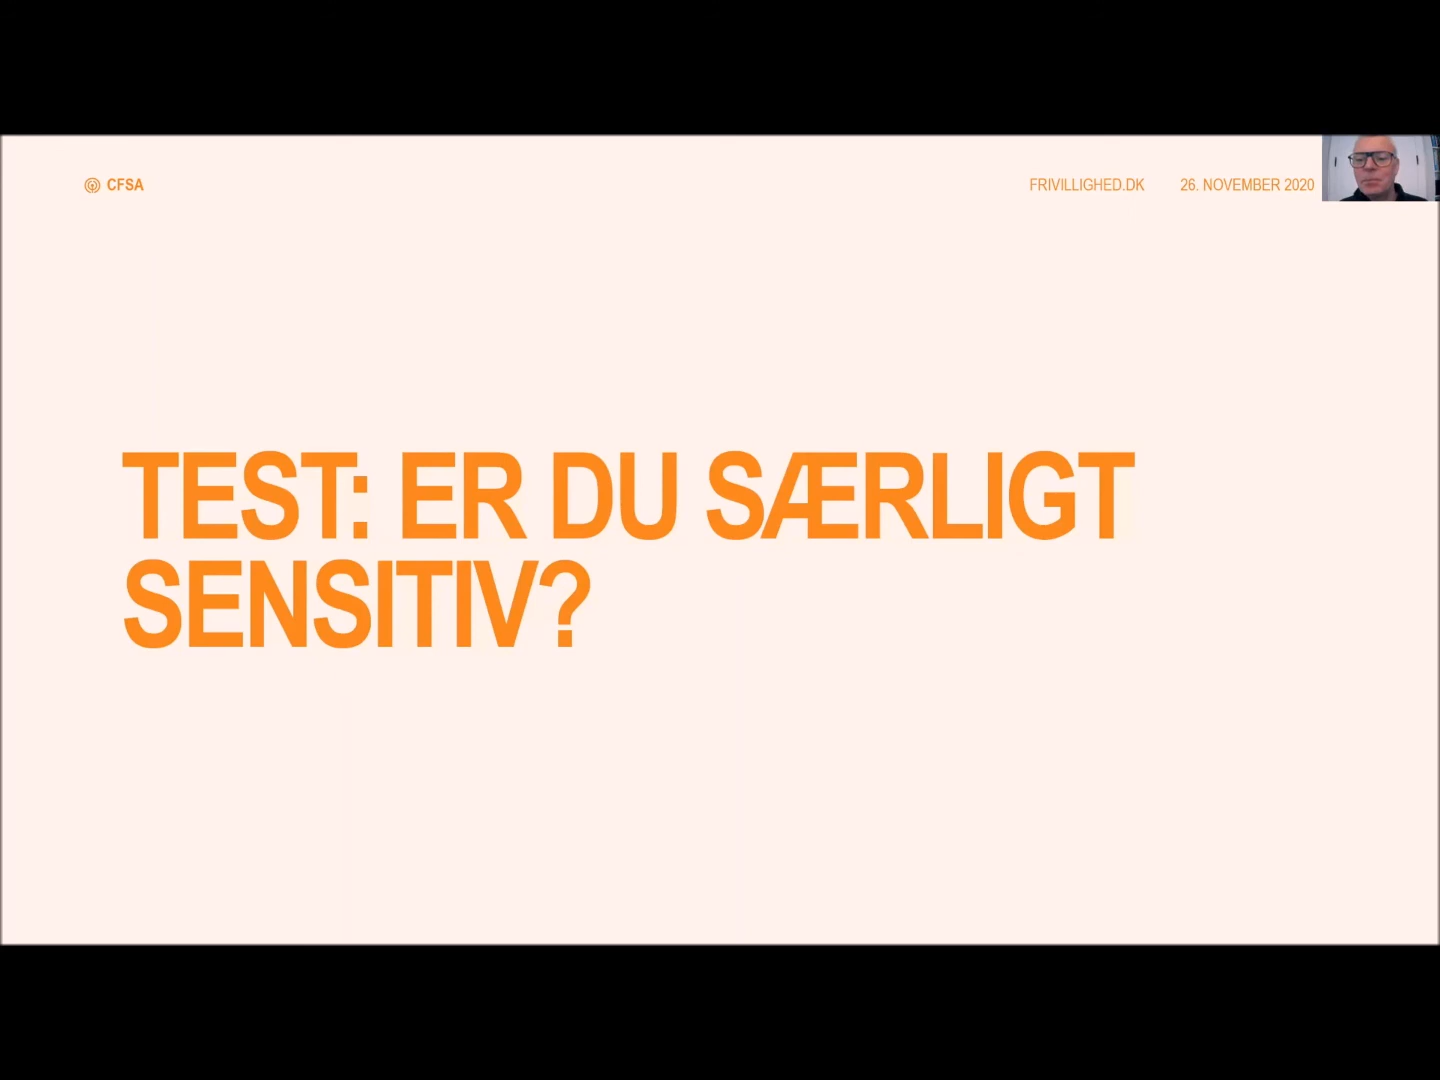 CFSA
FRIVILLIGHED.DK
26. NOVEMBER 2020
TEST: ER DU SÆRLIGT
SENSITIV?